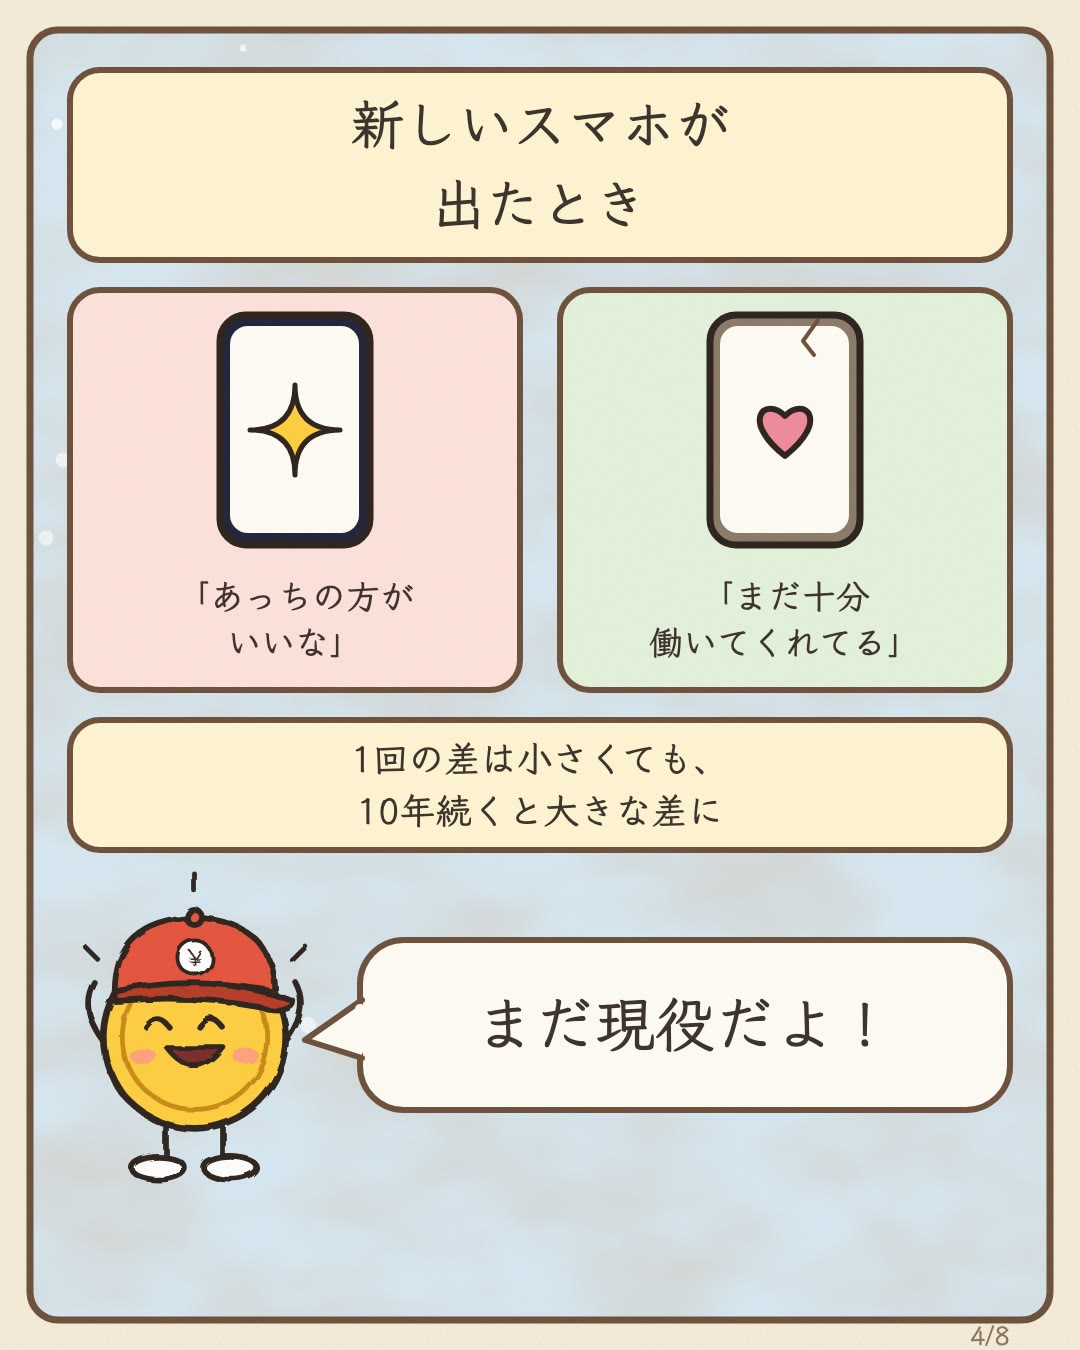 新しいスマホが
出たとき
「あっちの方が
いいな」
「まだ十分
働いてくれてる」
1回の差は小さくても、
10年続くと大きな差に
¥
まだ現役だよ！
4/8